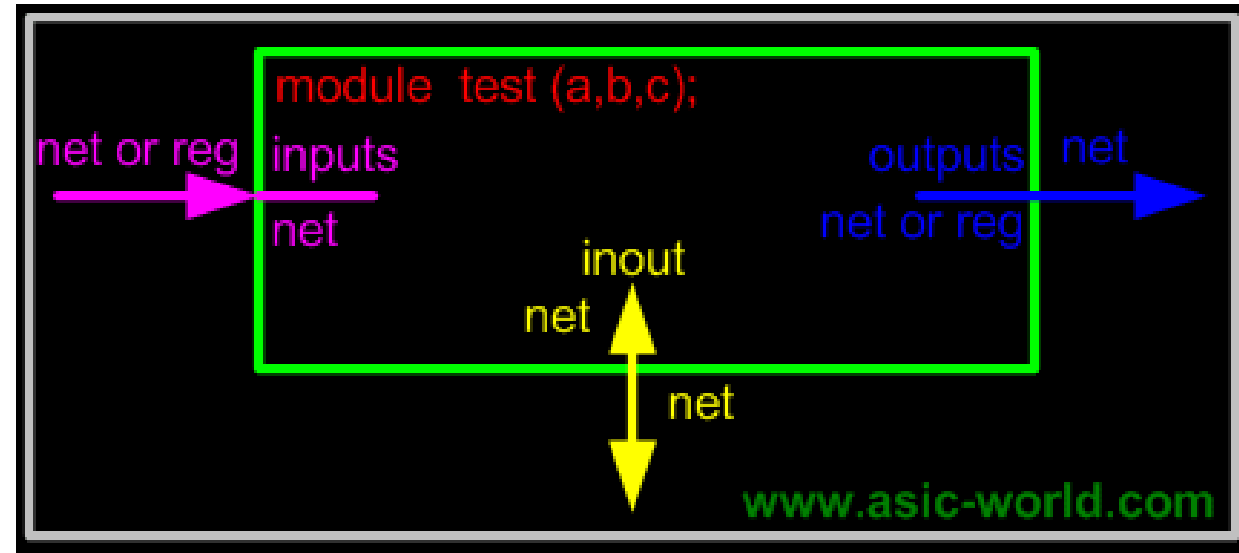 module test (a,b,c);
net or reg
inputs
net
outputs
net
net or reg
inout
net
net
www.asic-world.com